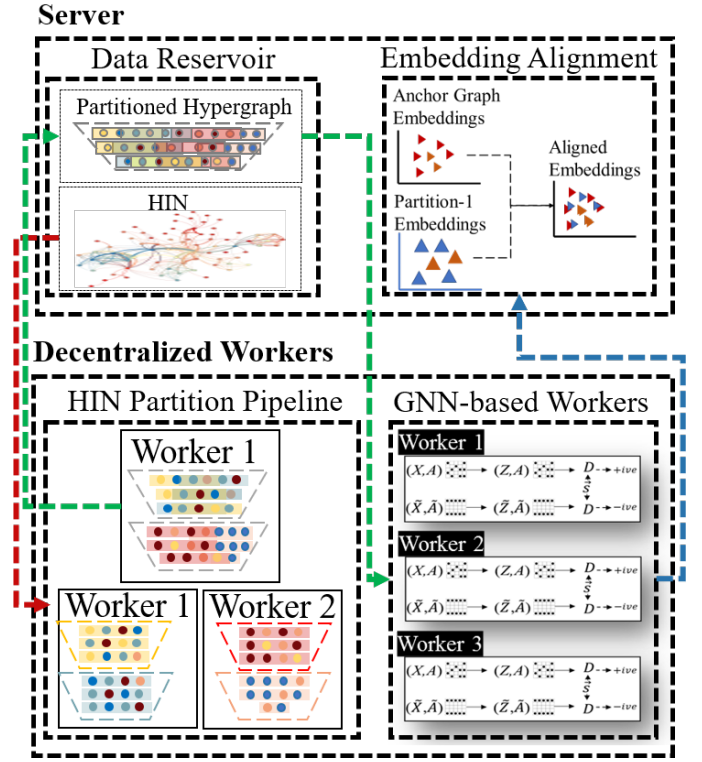 Server
Data Reservoir
Partitioned Hypergraph
HIN
Embedding Alignment
Anchor Graph
Embeddings
Aligned
Embeddings
Partition-1
Embeddings
Decentralized Workers
HIN Partition Pipeline
Worker 1
Worker 1
Worker 2
GNN-based Workers
Worker 1
(X,A) (Z,A) D +ive
s⃗
(X̃,Ã) (Z̃,Ã) D −ive
Worker 2
(X,A) (Z,A) D +ive
s⃗
(X̃,Ã) (Z̃,Ã) D −ive
Worker 3
(X,A) (Z,A) D +ive
s⃗
(X̃,Ã) (Z̃,Ã) D −ive